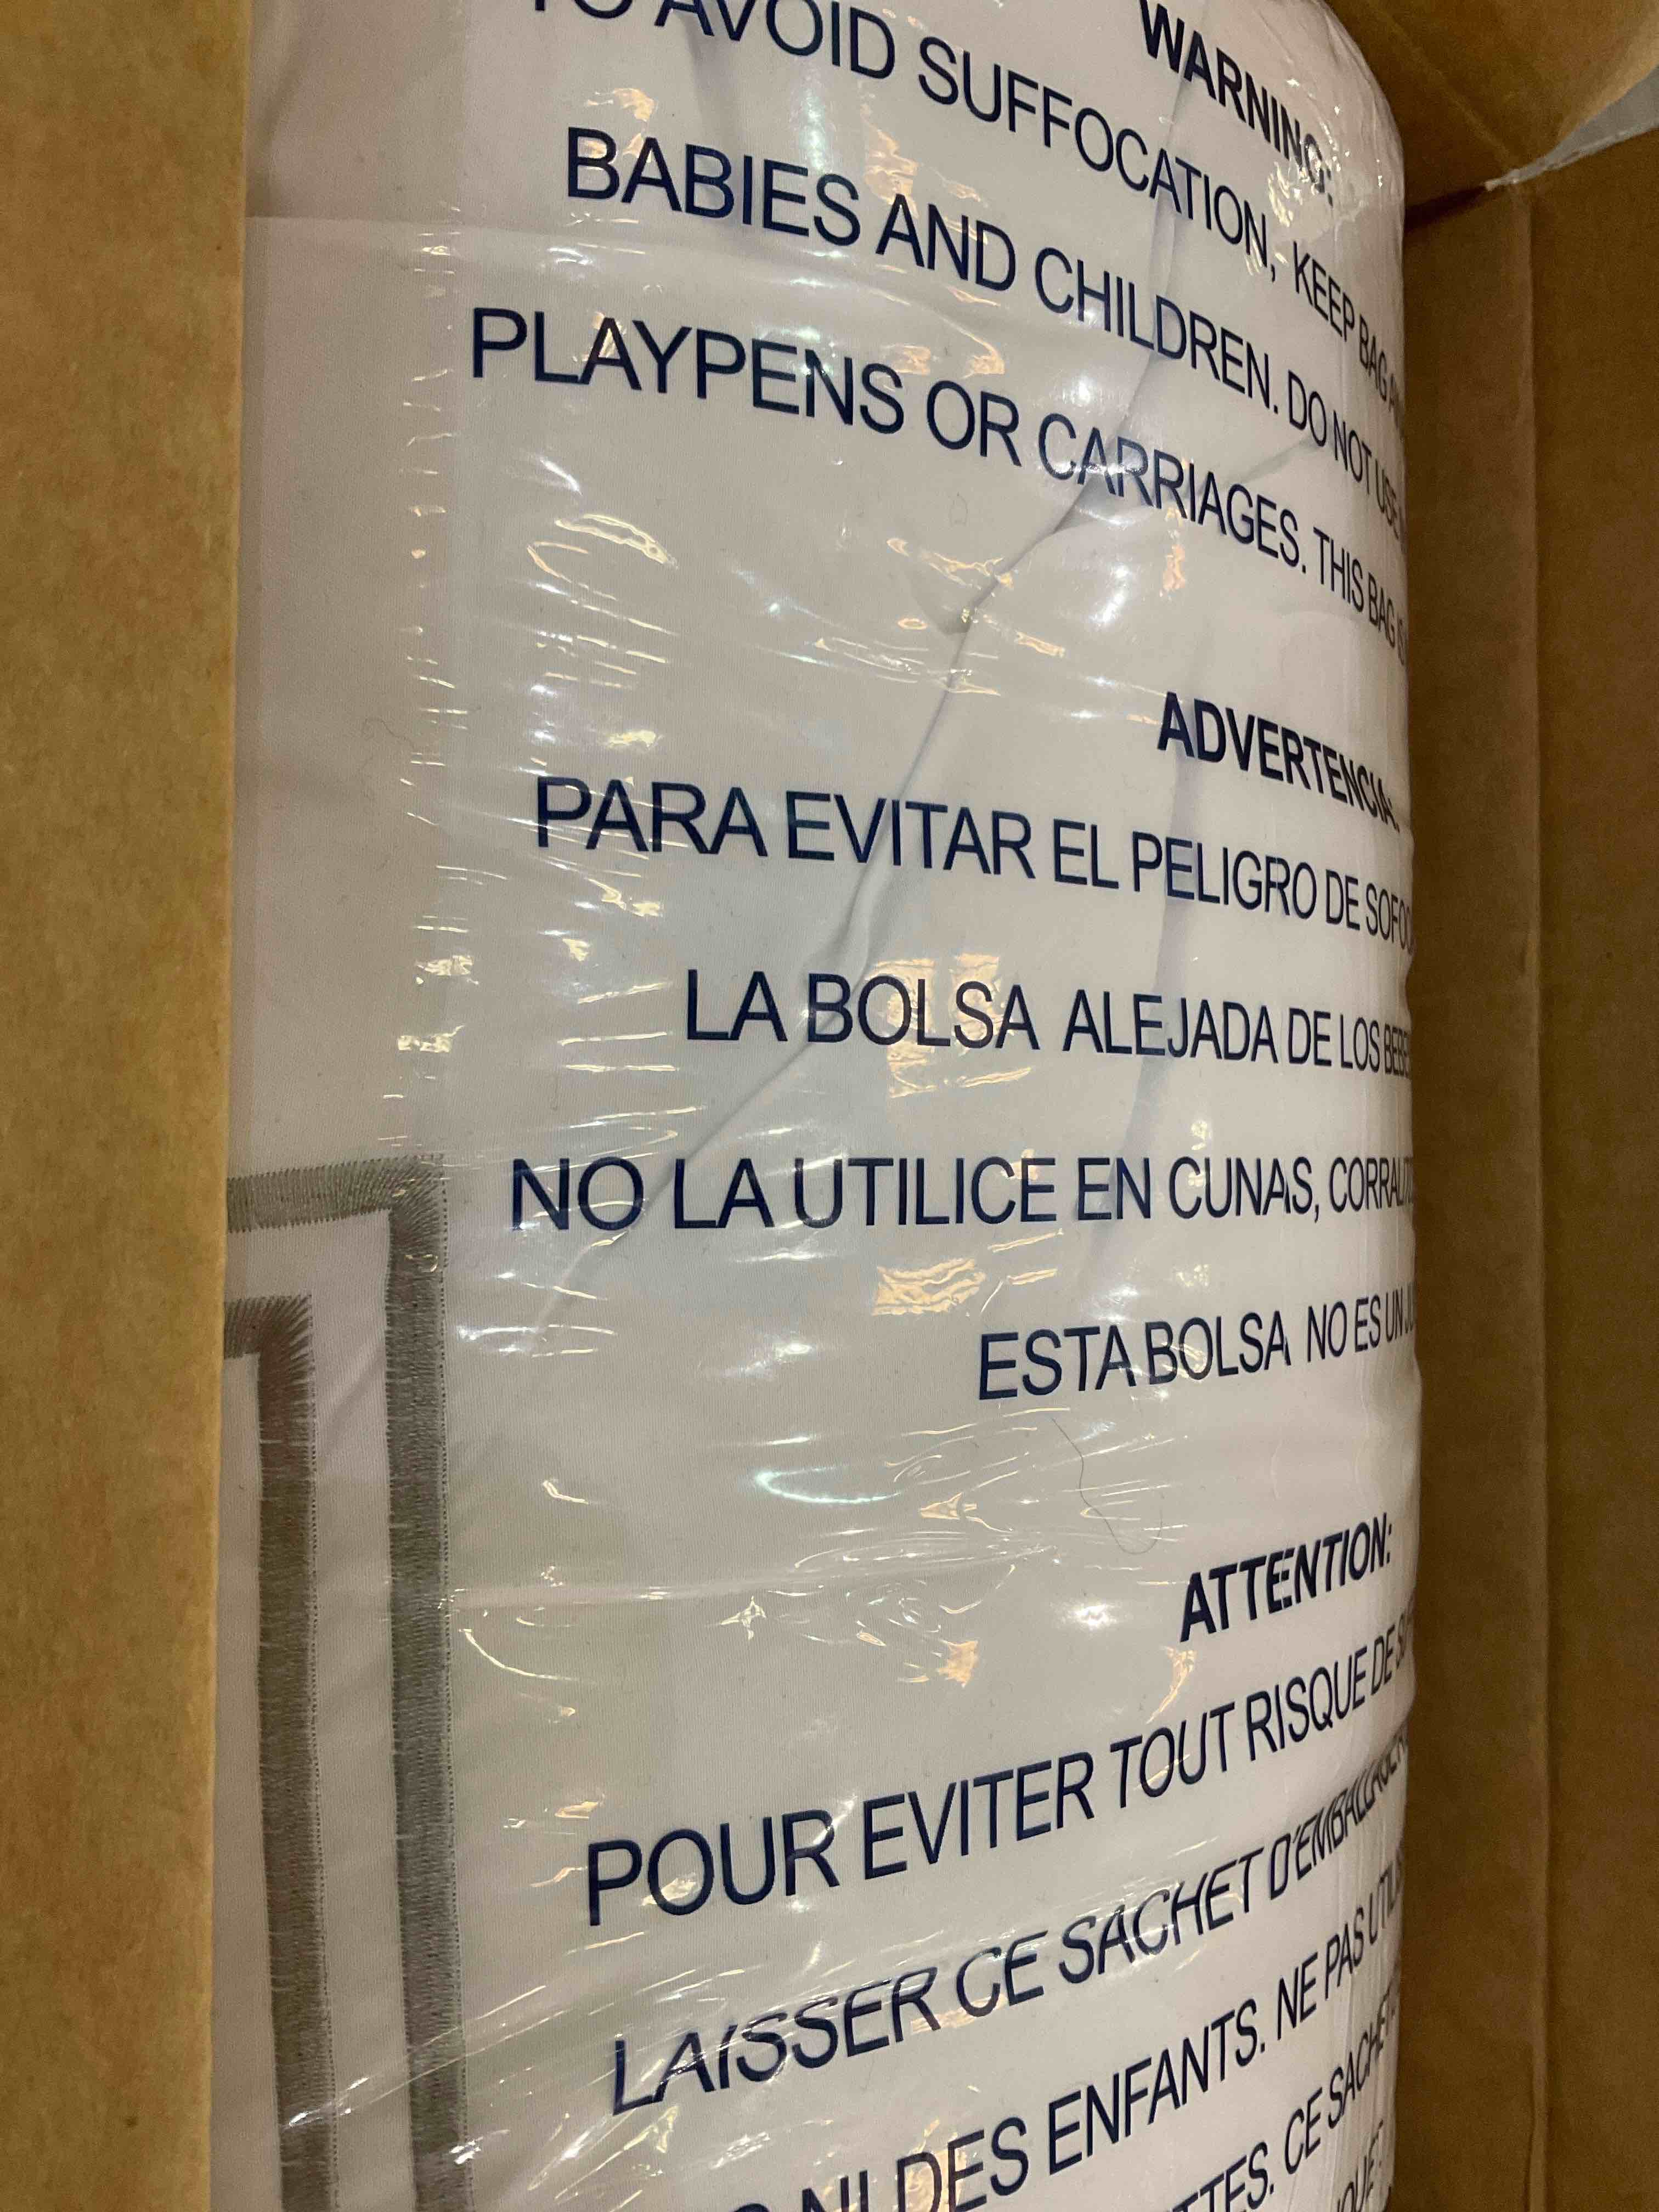 WARNING:
TO AVOID SUFFOCATION, KEEP BAG
BABIES AND CHILDREN. DO NOT USE
PLAYPENS OR CARRIAGES. THIS BAG IS
ADVERTENCIA:
PARA EVITAR EL PELIGRO DE
LA BOLSA ALEJADA DE LOS
NO LA UTILICE EN CUNAS,
ESTA BOLSA NO ES UN
ATTENTION:
POUR EVITER TOUT RISQUE DE
LAISSER CE SACHET
NI DES ENFANTS. NE PAS
CE